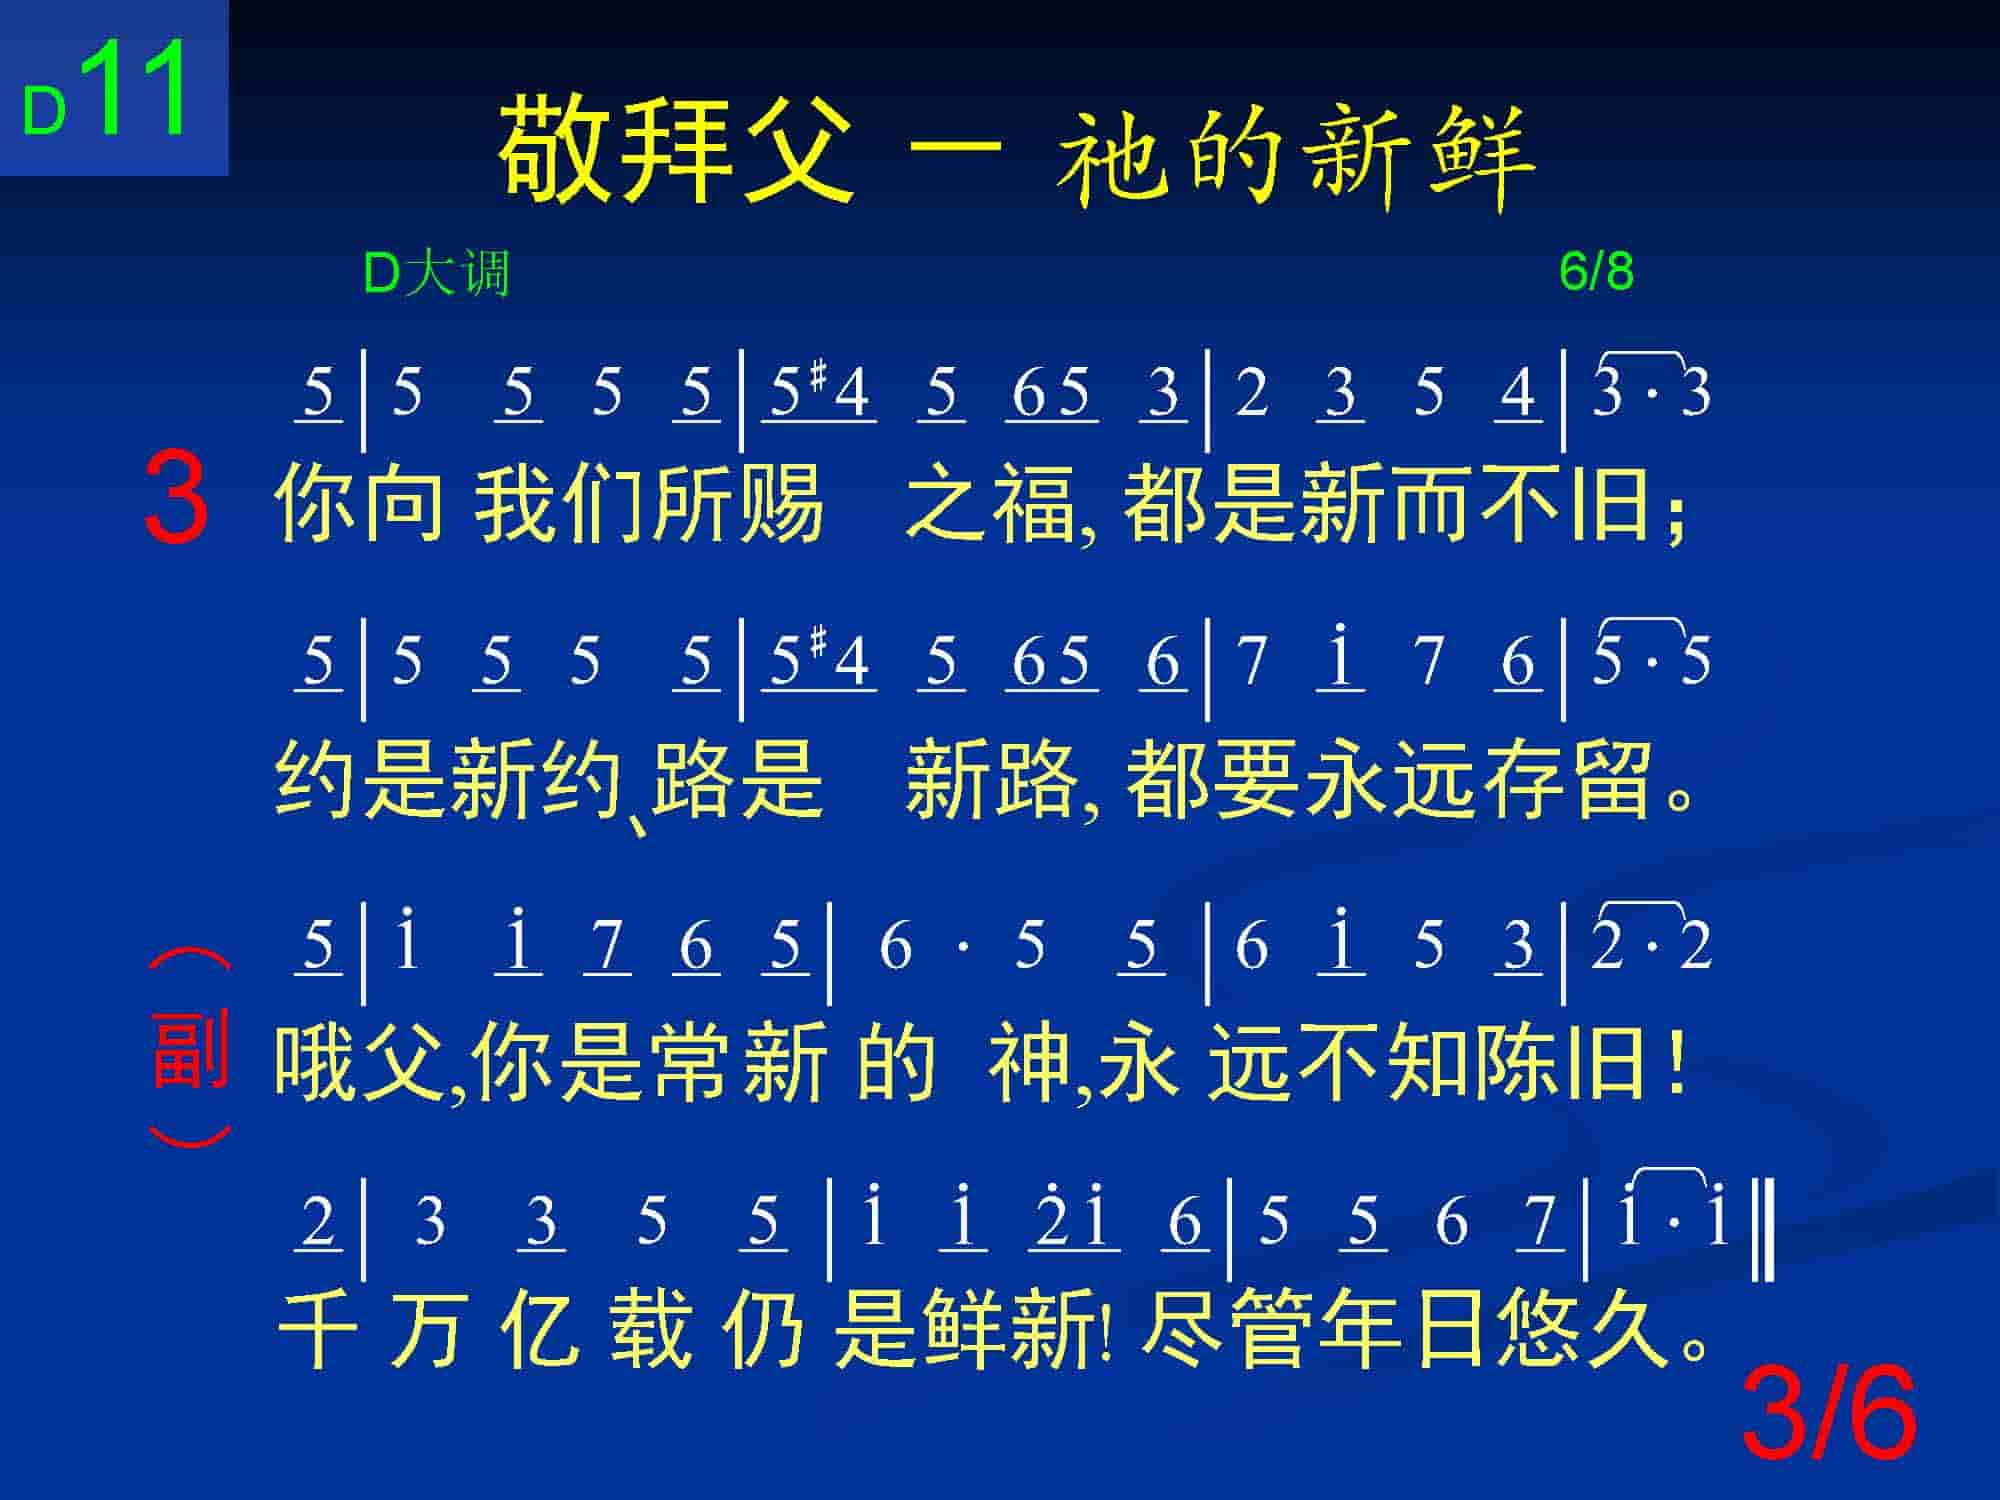 D11
敬拜父 － 祂的新鲜
D大调 6/8
5 | 5 5 5 5 | 5 #4 5 6 5 3 | 2 3 5 4 | 3 · 3
3 你向我们所赐 之福, 都是新而不旧；
5 | 5 5 5 5 | 5 #4 5 6 5 6 | 7 i 7 6 | 5 · 5
约是新约、路是 新路, 都要永远存留。
5 | i i 7 6 5 | 6 · 5 5 | 6 i 5 3 | 2 · 2
（副） 哦父,你是常新的 神,永远不知陈旧！
2 | 3 3 5 5 | i i 2̇ i 6 | 5 5 6 7 | i · i ‖
千万亿载仍是鲜新! 尽管年日悠久。
3/6